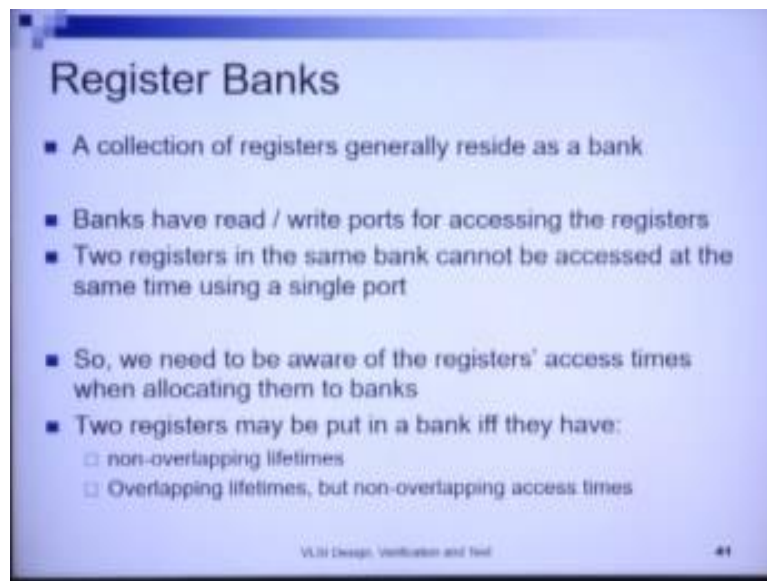 Register Banks
A collection of registers generally reside as a bank
Banks have read / write ports for accessing the registers
Two registers in the same bank cannot be accessed at the
same time using a single port
So, we need to be aware of the registers' access times
when allocating them to banks
Two registers may be put in a bank iff they have:
non-overlapping lifetimes
Overlapping lifetimes, but non-overlapping access times
VLSI Design, Verification and Test
41